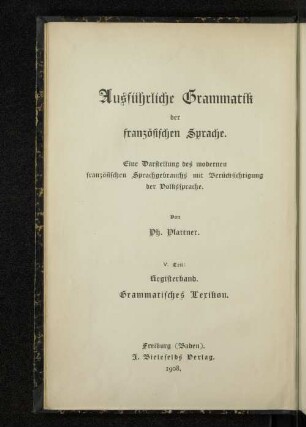 Ausführliche Grammatik
der
französischen Sprache.
Eine Darstellung des modernen
französischen Sprachgebrauchs mit Berücksichtigung
der Volkssprache.
Von
Ph. Plattner.
V. Teil:
Registerband.
Grammatisches Lexikon.
Freiburg (Baden).
J. Bielefelds Verlag.
1908.